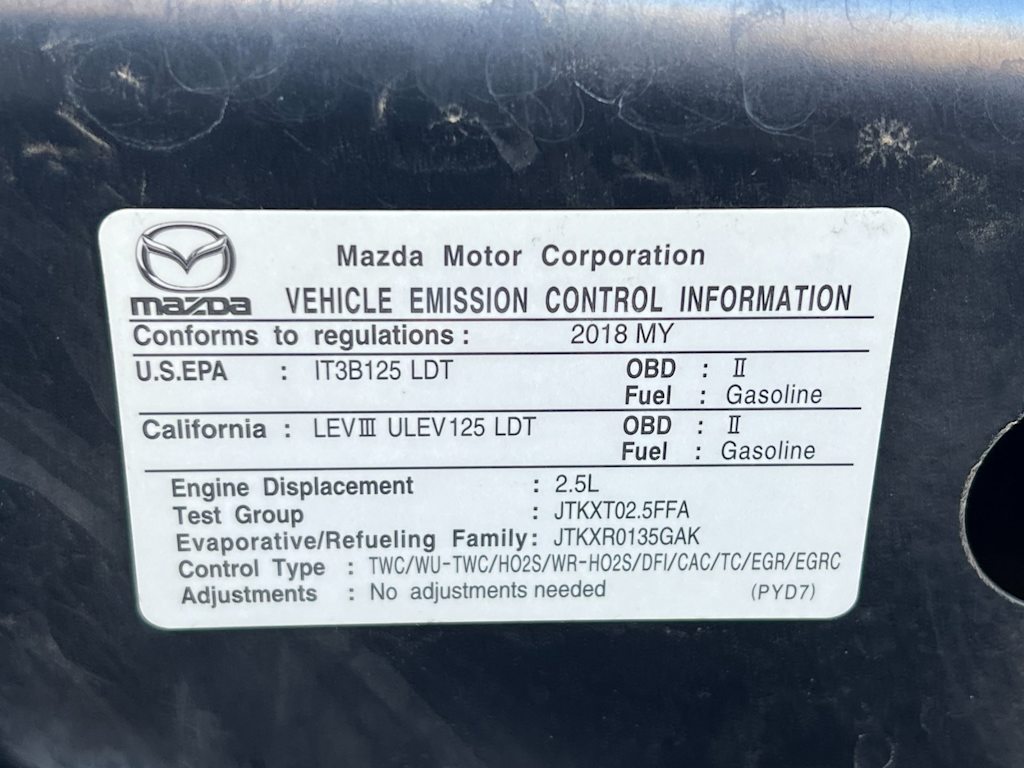 Mazda Motor Corporation
mazda VEHICLE EMISSION CONTROL INFORMATION
Conforms to regulations : 2018 MY
U.S.EPA : IT3B125 LDT OBD : Ⅱ
Fuel : Gasoline
California : LEVⅢ ULEV125 LDT OBD : Ⅱ
Fuel : Gasoline
Engine Displacement : 2.5L
Test Group : JTKXT02.5FFA
Evaporative/Refueling Family : JTKXR0135GAK
Control Type : TWC/WU-TWC/HO2S/WR-HO2S/DFI/CAC/TC/EGR/EGRC
Adjustments : No adjustments needed (PYD7)